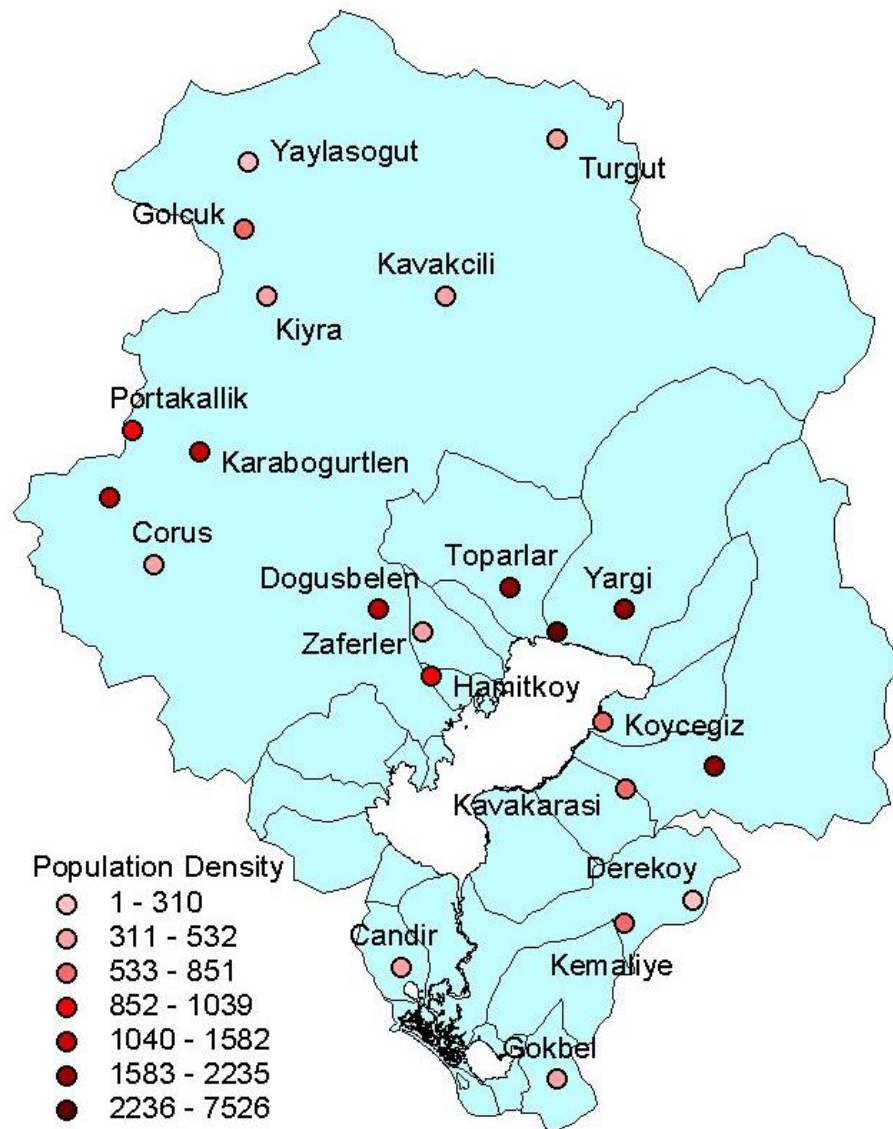 Yaylasogut
Turgut
Golcuk
Kavakcili
Kiyra
Portakallik
Karabogurtlen
Corus
Toparlar
Dogusbelen
Yargi
Zaferler
Hamitkoy
Koycegiz
Kavakarasi
Population Density
Derekoy
1 - 310
311 - 532
Candir
533 - 851
Kemaliye
852 - 1039
1040 - 1582
Gokbel
1583 - 2235
2236 - 7526